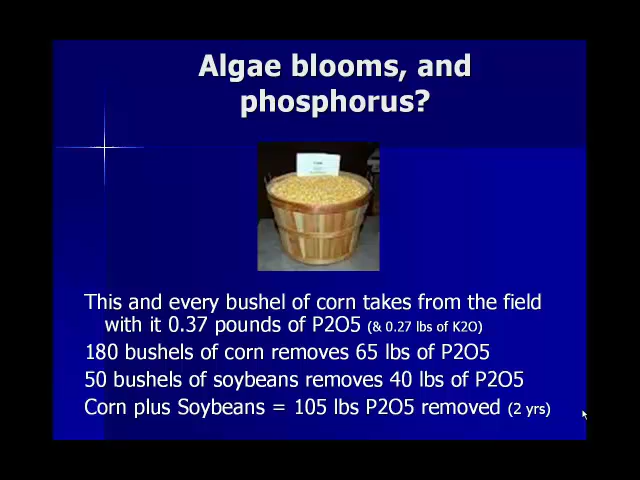 Algae blooms, and
phosphorus?
This and every bushel of corn takes from the field
with it 0.37 pounds of P2O5 (& 0.27 lbs of K2O)
180 bushels of corn removes 65 lbs of P2O5
50 bushels of soybeans removes 40 lbs of P2O5
Corn plus Soybeans = 105 lbs P2O5 removed (2 yrs)